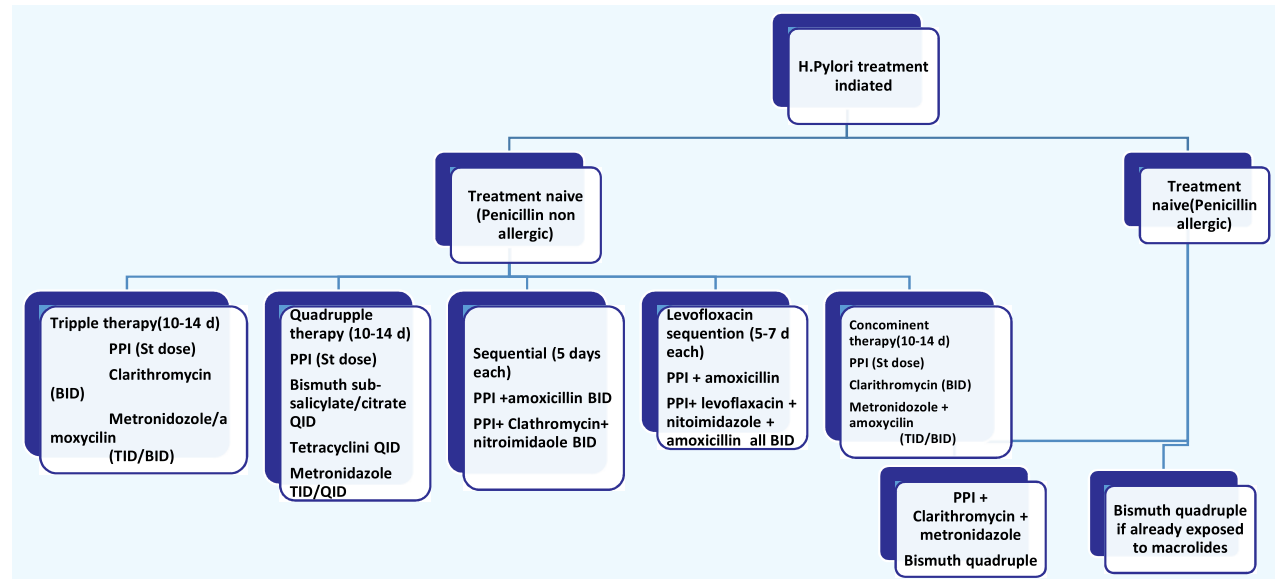 H.Pylori treatment
indiated
Treatment naive
(Penicillin non
allergic)
Treatment
naive(Penicillin
allergic)
Tripple therapy(10-14 d)
PPI (St dose)
Clarithromycin
(BID)
Metronidozole/a
moxycilin
(TID/BID)
Quadrupple
therapy (10-14 d)
PPI (St dose)
Bismuth sub-
salicylate/citrate
QID
Tetracyclini QID
Metronidazole
TID/QID
Sequential (5 days
each)
PPI +amoxicillin BID
PPI+ Clathromycin+
nitroimidaole BID
Levofloxacin
sequention (5-7 d
each)
PPI + amoxicillin
PPI+ levoflaxacin +
nitoimidazole +
amoxicillin  all BID
Concominent
therapy(10-14 d)
PPI (St dose)
Clarithromycin (BID)
Metronidozole +
amoxycilin
(TID/BID)
PPI +
Clarithromycin +
metronidazole
Bismuth quadruple
Bismuth quadruple
if already exposed
to macrolides